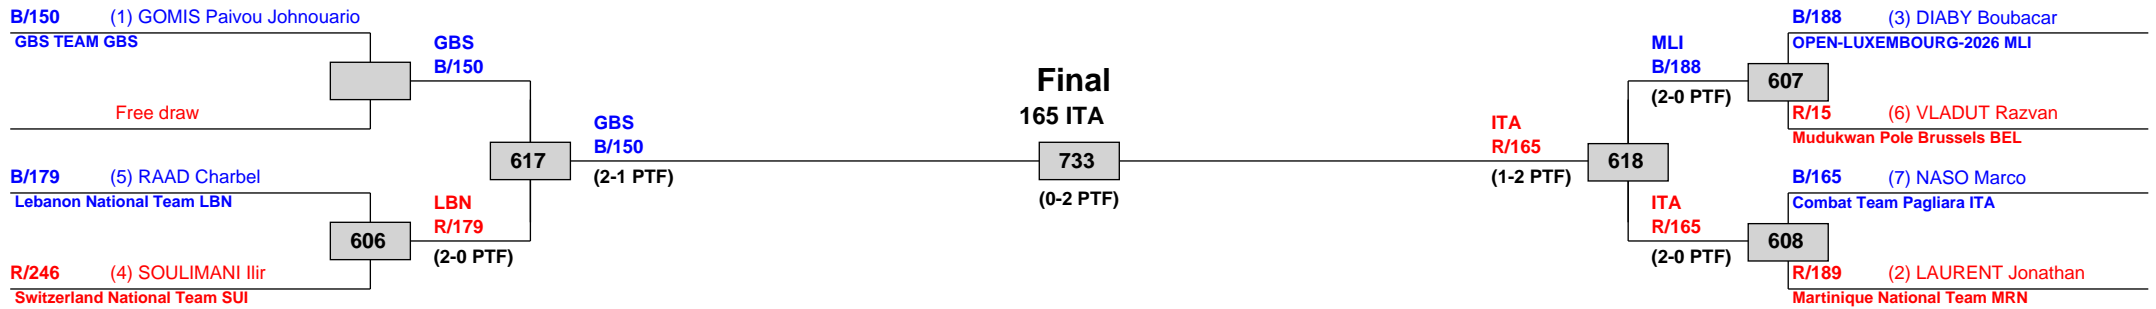 B/150 (1) GOMIS Paivou Johnouario
GBS TEAM GBS
Free draw
B/179 (5) RAAD Charbel
Lebanon National Team LBN
606
R/246 (4) SOULIMANI Ilir
Switzerland National Team SUI
GBS
B/150
617
LBN
R/179
(2-0 PTF)
GBS
B/150
(2-1 PTF)
Final
165 ITA
733
(0-2 PTF)
ITA
R/165
(1-2 PTF)
618
MLI
B/188
(2-0 PTF)
ITA
R/165
(2-0 PTF)
B/188 (3) DIABY Boubacar
OPEN-LUXEMBOURG-2026 MLI
607
R/15 (6) VLADUT Razvan
Mudukwan Pole Brussels BEL
B/165 (7) NASO Marco
Combat Team Pagliara ITA
608
R/189 (2) LAURENT Jonathan
Martinique National Team MRN